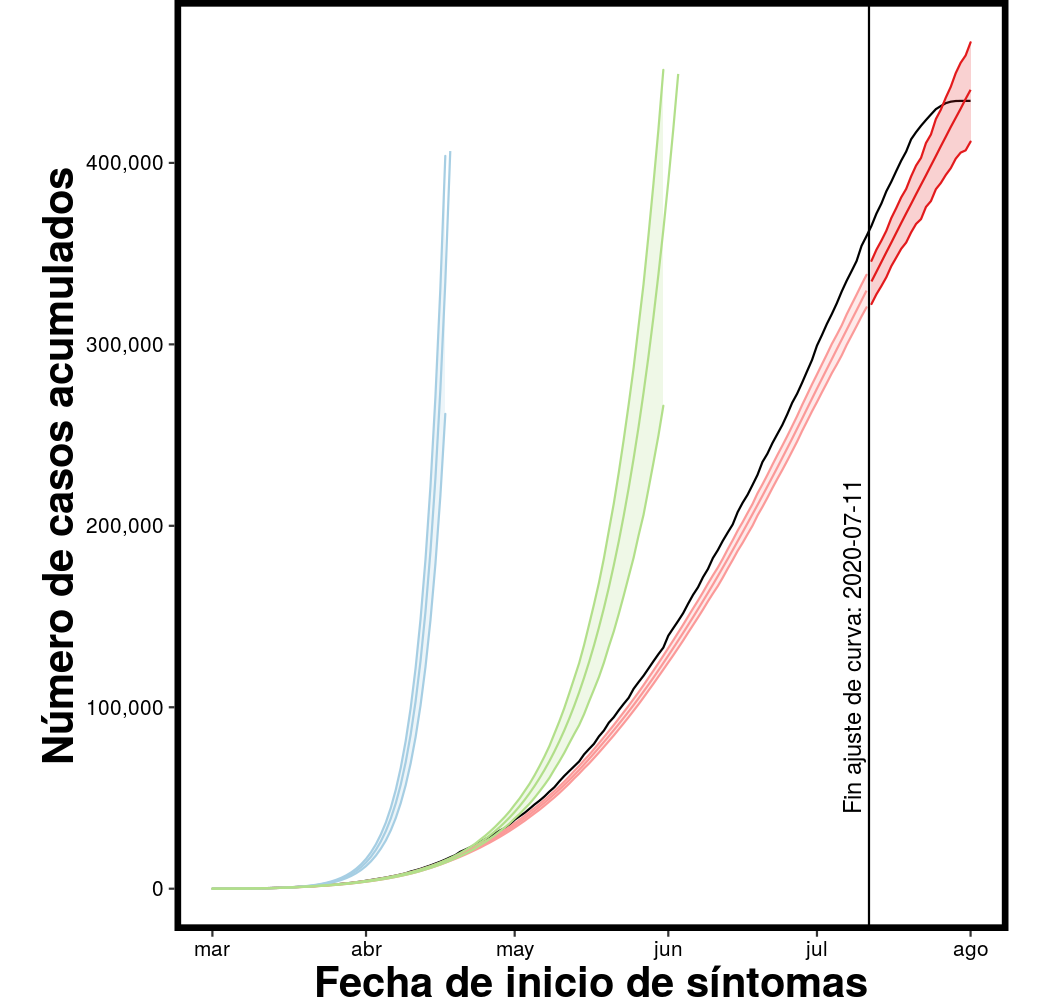 Número de casos acumulados
400,000
300,000
200,000
100,000
0
Fin ajuste de curva: 2020-07-11
mar abr may jun jul ago
Fecha de inicio de síntomas